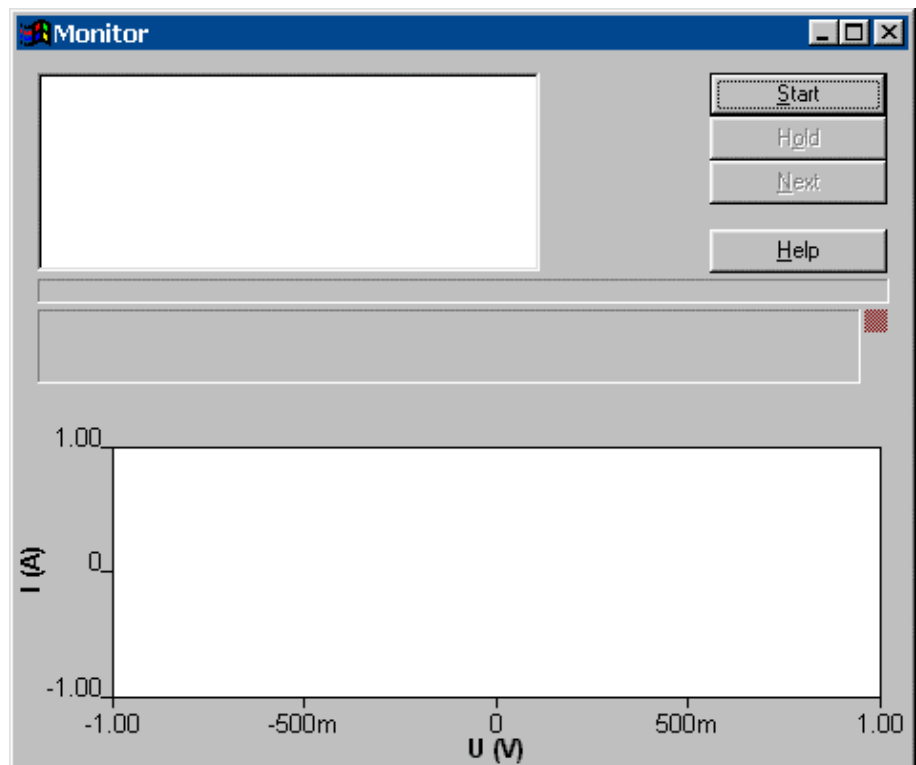 Monitor
Start
Hold
Next
Help
1.00
I (A)
0
-1.00
-1.00 -500m 0 500m 1.00
U (V)